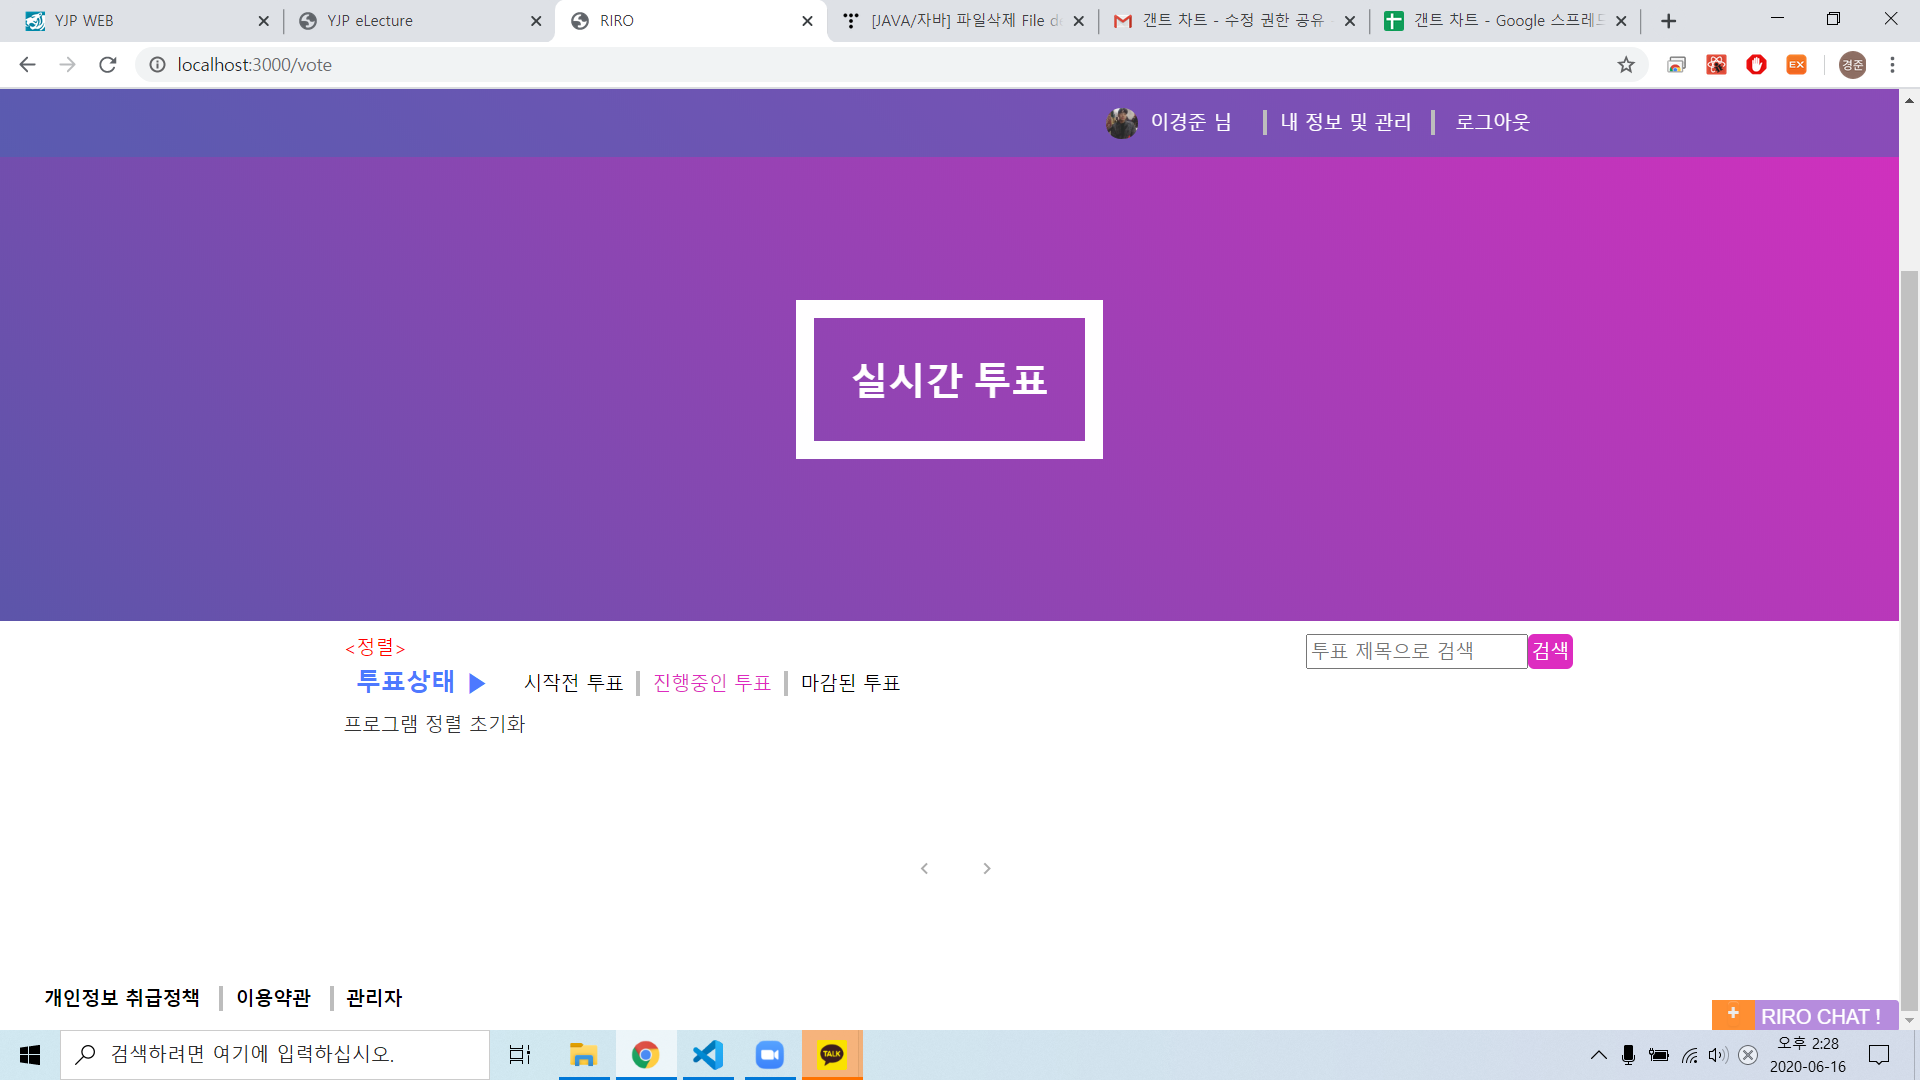 YJP WEB
YJP eLecture
RIRO
[JAVA/자바] 파일삭제 File d
갠트 차트 - 수정 권한 공유
갠트 차트 - Google 스프레드
localhost:3000/vote
EX
경준
이경준 님
내 정보 및 관리
로그아웃
실시간 투표
<정렬>
투표 제목으로 검색
검색
투표상태 ▶
시작전 투표
진행중인 투표
마감된 투표
프로그램 정렬 초기화
< >
개인정보 취급정책
이용약관
관리자
+ RIRO CHAT !
검색하려면 여기에 입력하십시오.
TALK
오후 2:28
2020-06-16